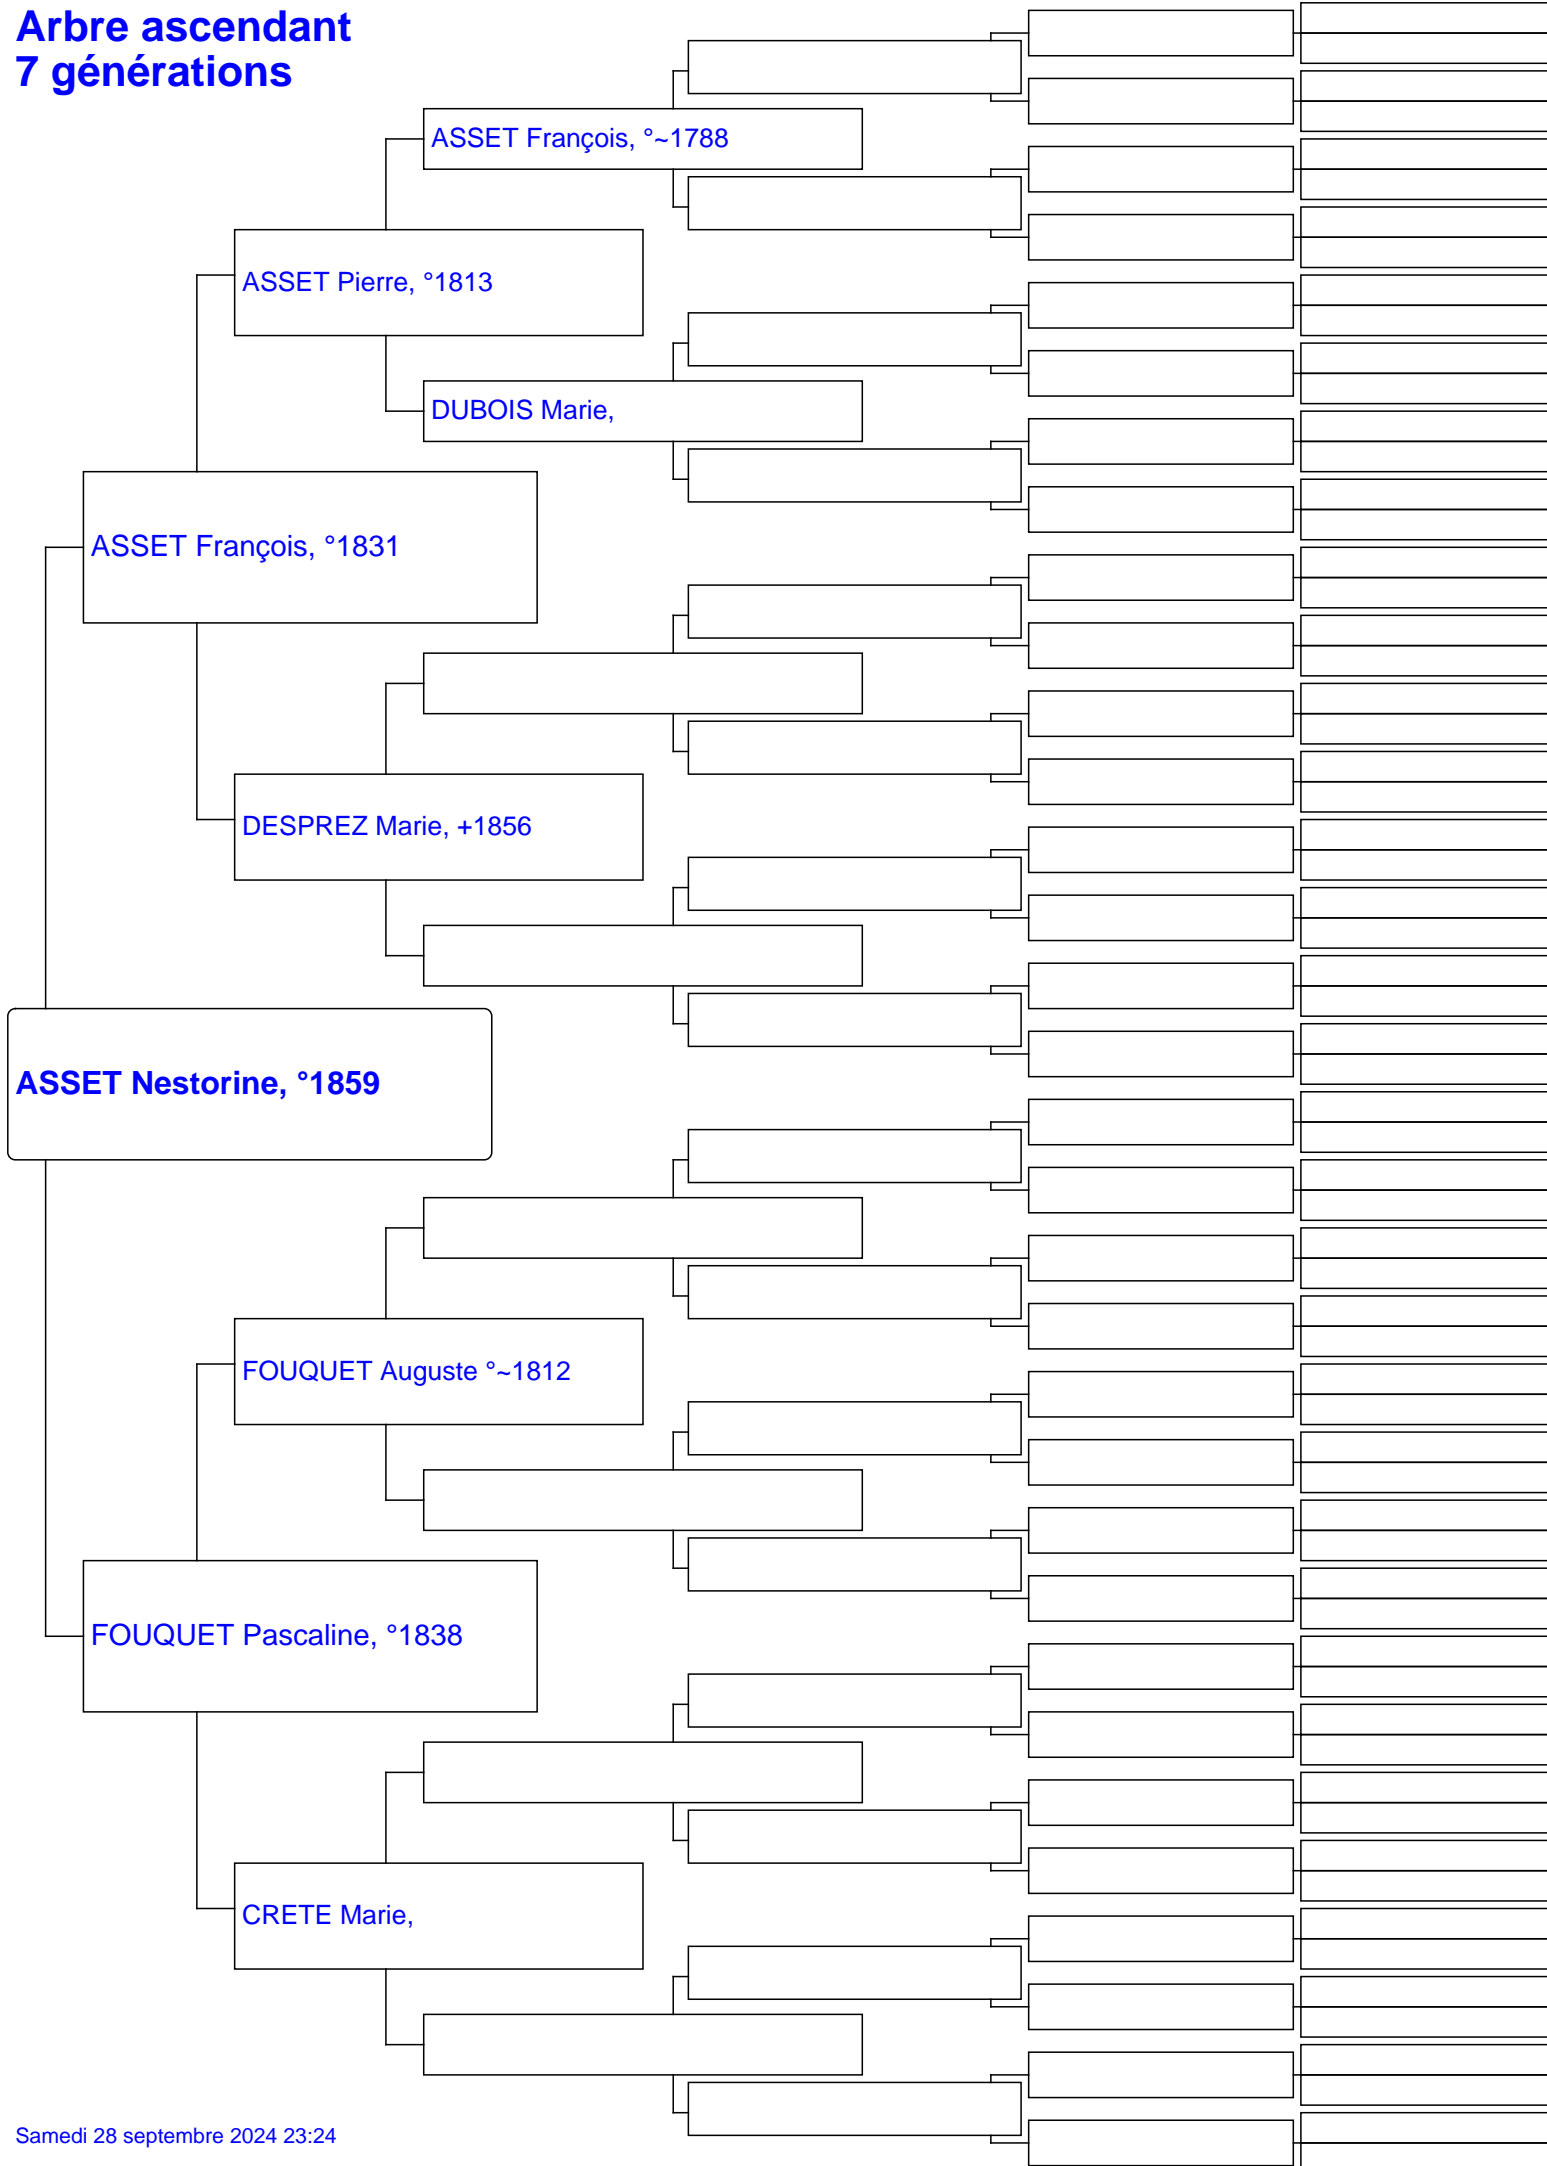 Arbre ascendant
7 générations
ASSET François, °~1788
ASSET Pierre, °1813
DUBOIS Marie,
ASSET François, °1831
DESPREZ Marie, +1856
ASSET Nestorine, °1859
FOUQUET Auguste °~1812
FOUQUET Pascaline, °1838
CRETE Marie,
Samedi 28 septembre 2024 23:24